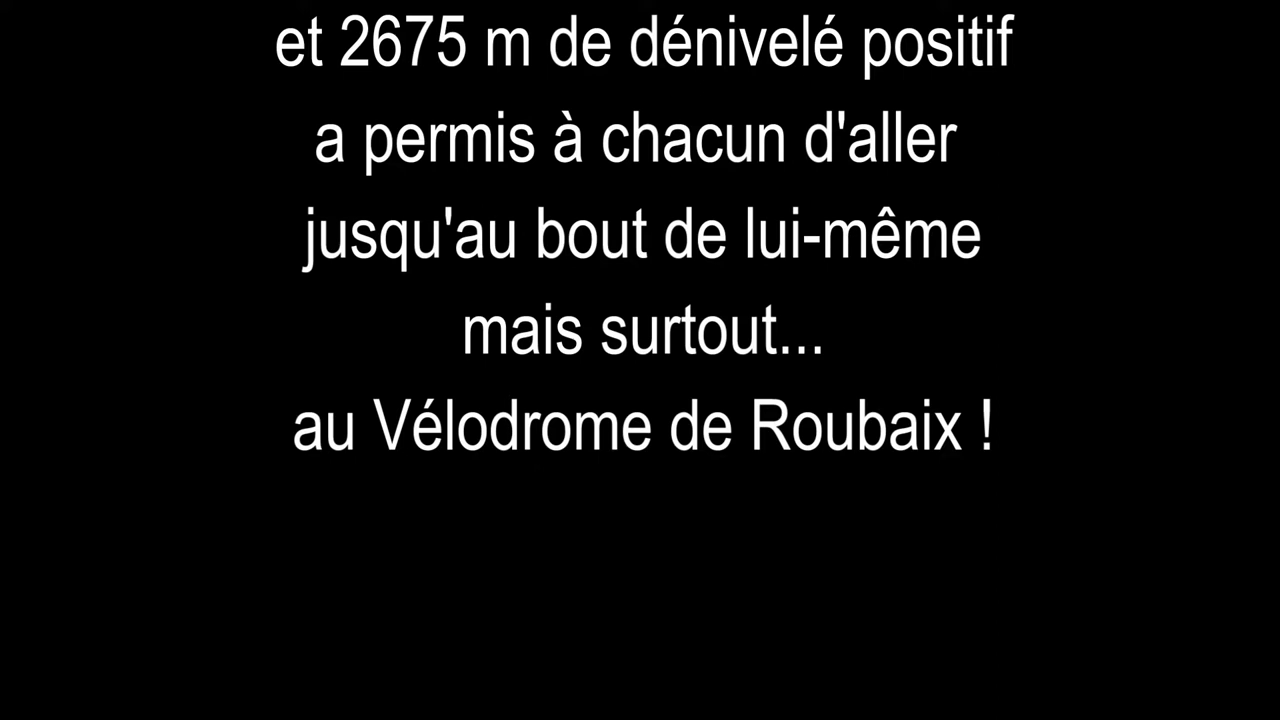 et 2675 m de dénivelé positif
a permis à chacun d'aller
jusqu'au bout de lui-même
mais surtout...
au Vélodrome de Roubaix !